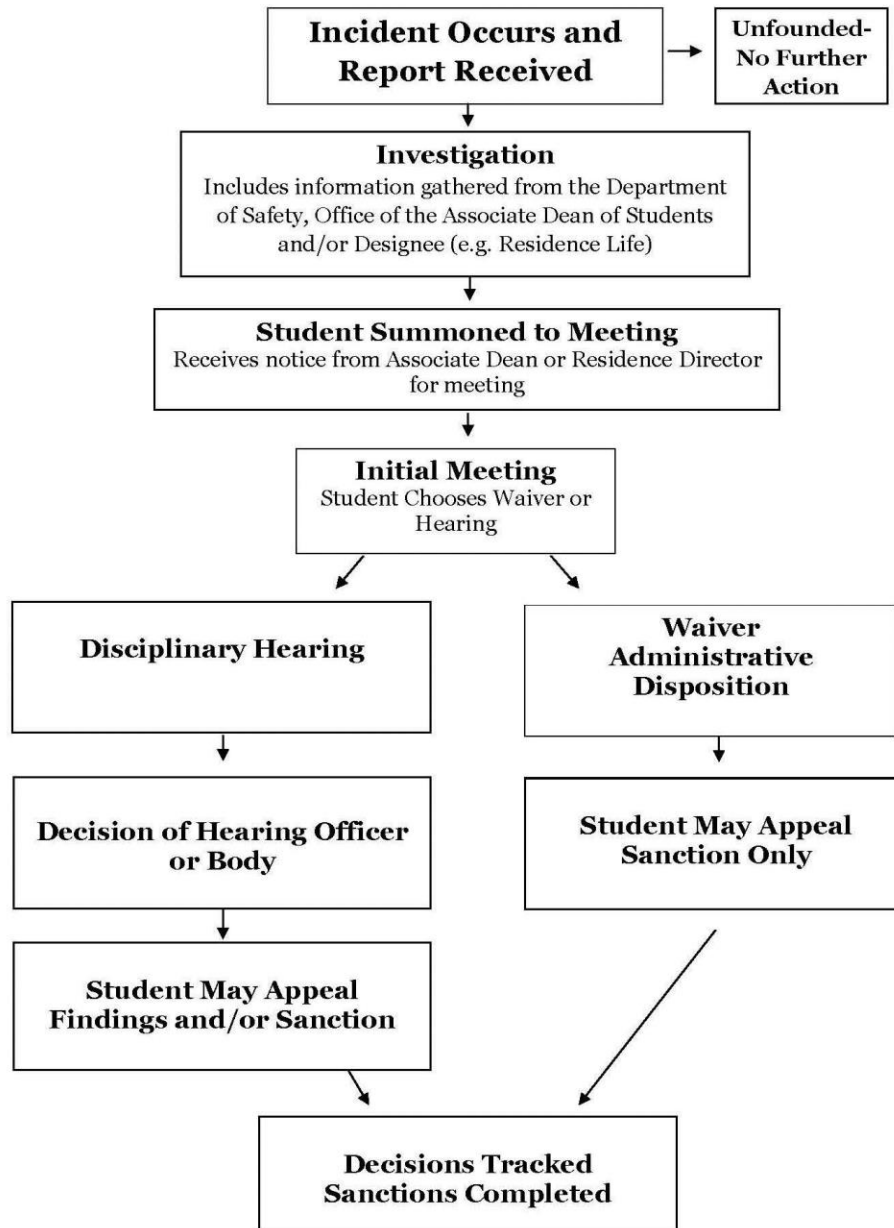 Incident Occurs and
Report Received
Unfounded-
No Further
Action
Investigation
Includes information gathered from the Department
of Safety, Office of the Associate Dean of Students
and/or Designee (e.g. Residence Life)
Student Summoned to Meeting
Receives notice from Associate Dean or Residence Director
for meeting
Initial Meeting
Student Chooses Waiver or
Hearing
Disciplinary Hearing
Waiver
Administrative
Disposition
Decision of Hearing Officer
or Body
Student May Appeal
Sanction Only
Student May Appeal
Findings and/or Sanction
Decisions Tracked
Sanctions Completed